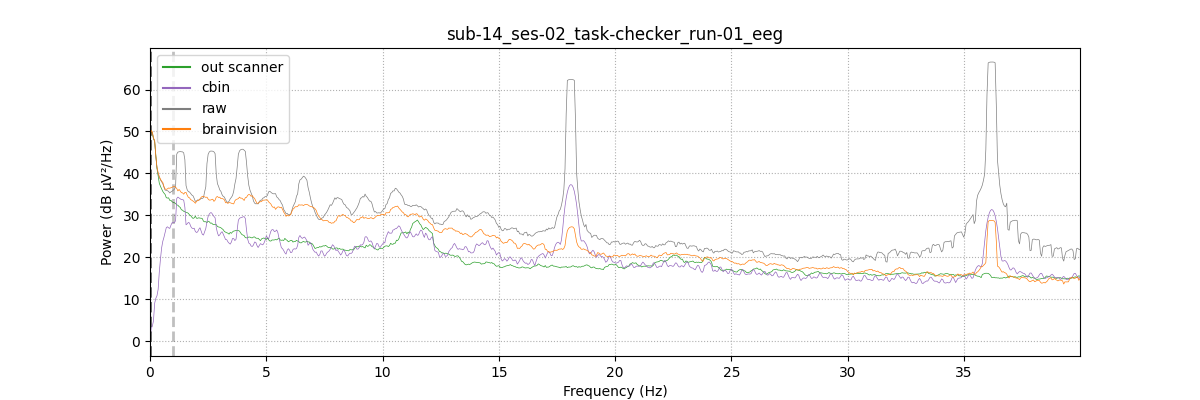 sub-14_ses-02_task-checker_run-01_eeg
out scanner
cbin
raw
brainvision
Power (dB µV²/Hz)
60
50
40
30
20
10
0
0 5 10 15 20 25 30 35
Frequency (Hz)